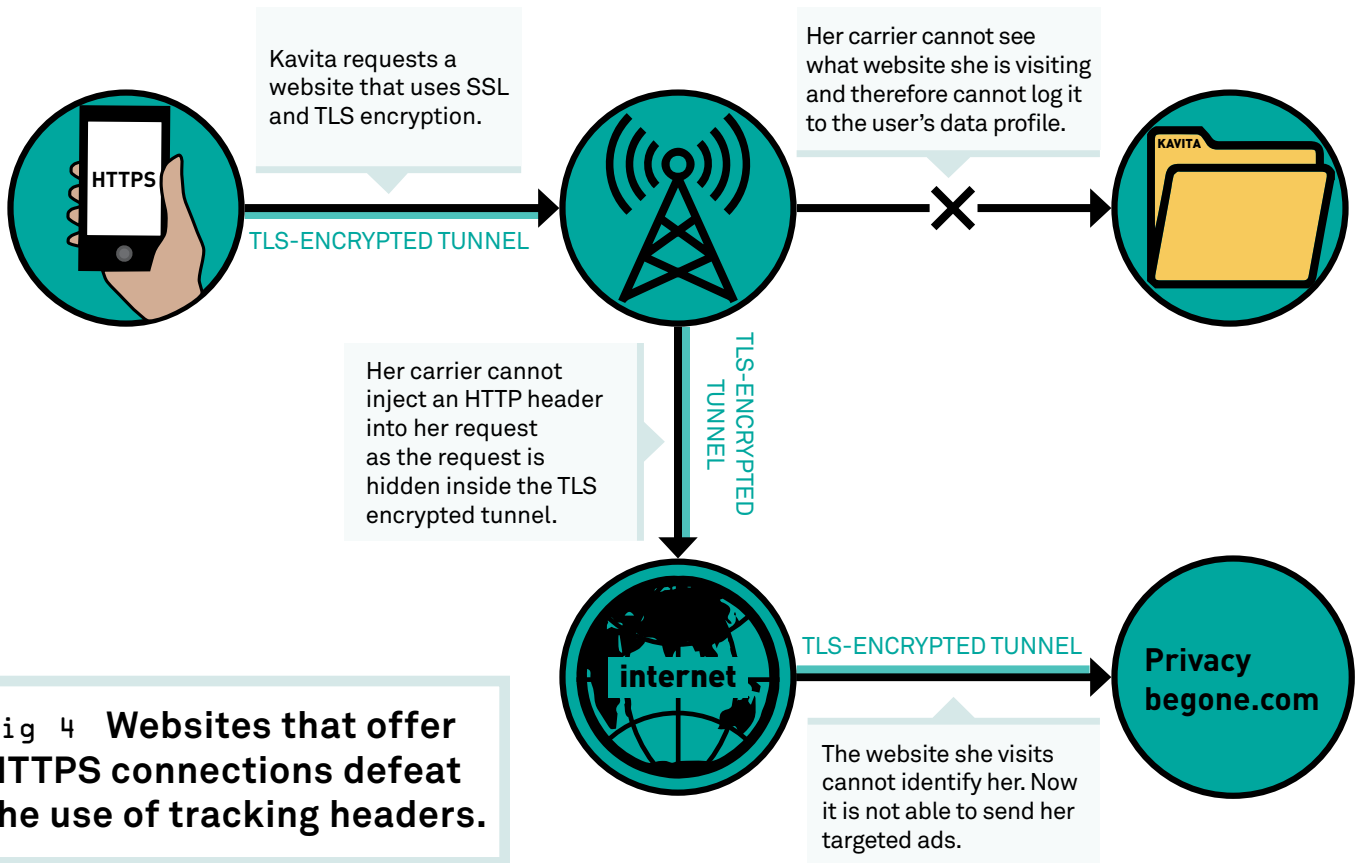 Kavita requests a
website that uses SSL
and TLS encryption.
Her carrier cannot see
what website she is visiting
and therefore cannot log it
to the user’s data profile.
HTTPS
TLS-ENCRYPTED TUNNEL
KAVITA
Her carrier cannot
inject an HTTP header
into her request
as the request is
hidden inside the TLS
encrypted tunnel.
TLS-ENCRYPTED
TUNNEL
internet
TLS-ENCRYPTED TUNNEL
Privacy
begone.com
The website she visits
cannot identify her. Now
it is not able to send her
targeted ads.
ig 4 Websites that offer
TTPS connections defeat
he use of tracking headers.